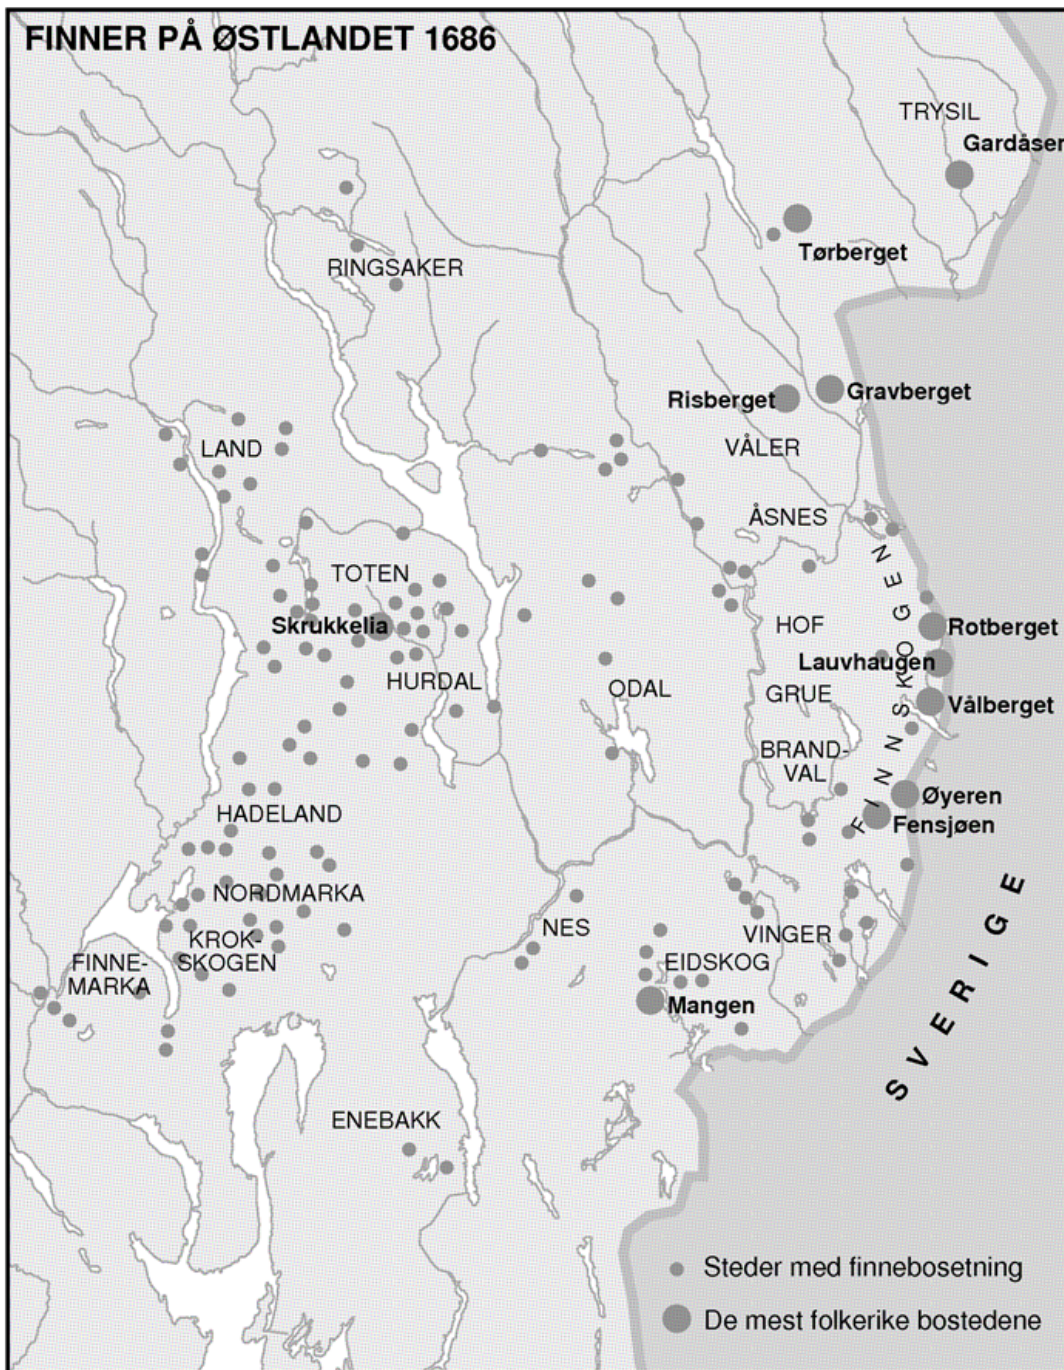 FINNER PÅ ØSTLANDET 1686
TRYSIL
Gardåsen
Tørberget
RINGSAKER
Risberget
Gravberget
VÅLER
LAND
ÅSNES
TOTEN
Skrukkelia
HOF
Rotberget
Lauvhaugen
HURDAL
ODAL
GRUE
Vålberget
FINNSKOGEN
BRAND-
VAL
Øyeren
Fensjøen
HADELAND
NORDMARKA
KROK-
SKOGEN
FINNE-
MARKA
NES
VINGER
EIDSKOG
Mangen
SVERIGE
ENEBAKK
Steder med finnebosetning
De mest folkerike bostedene